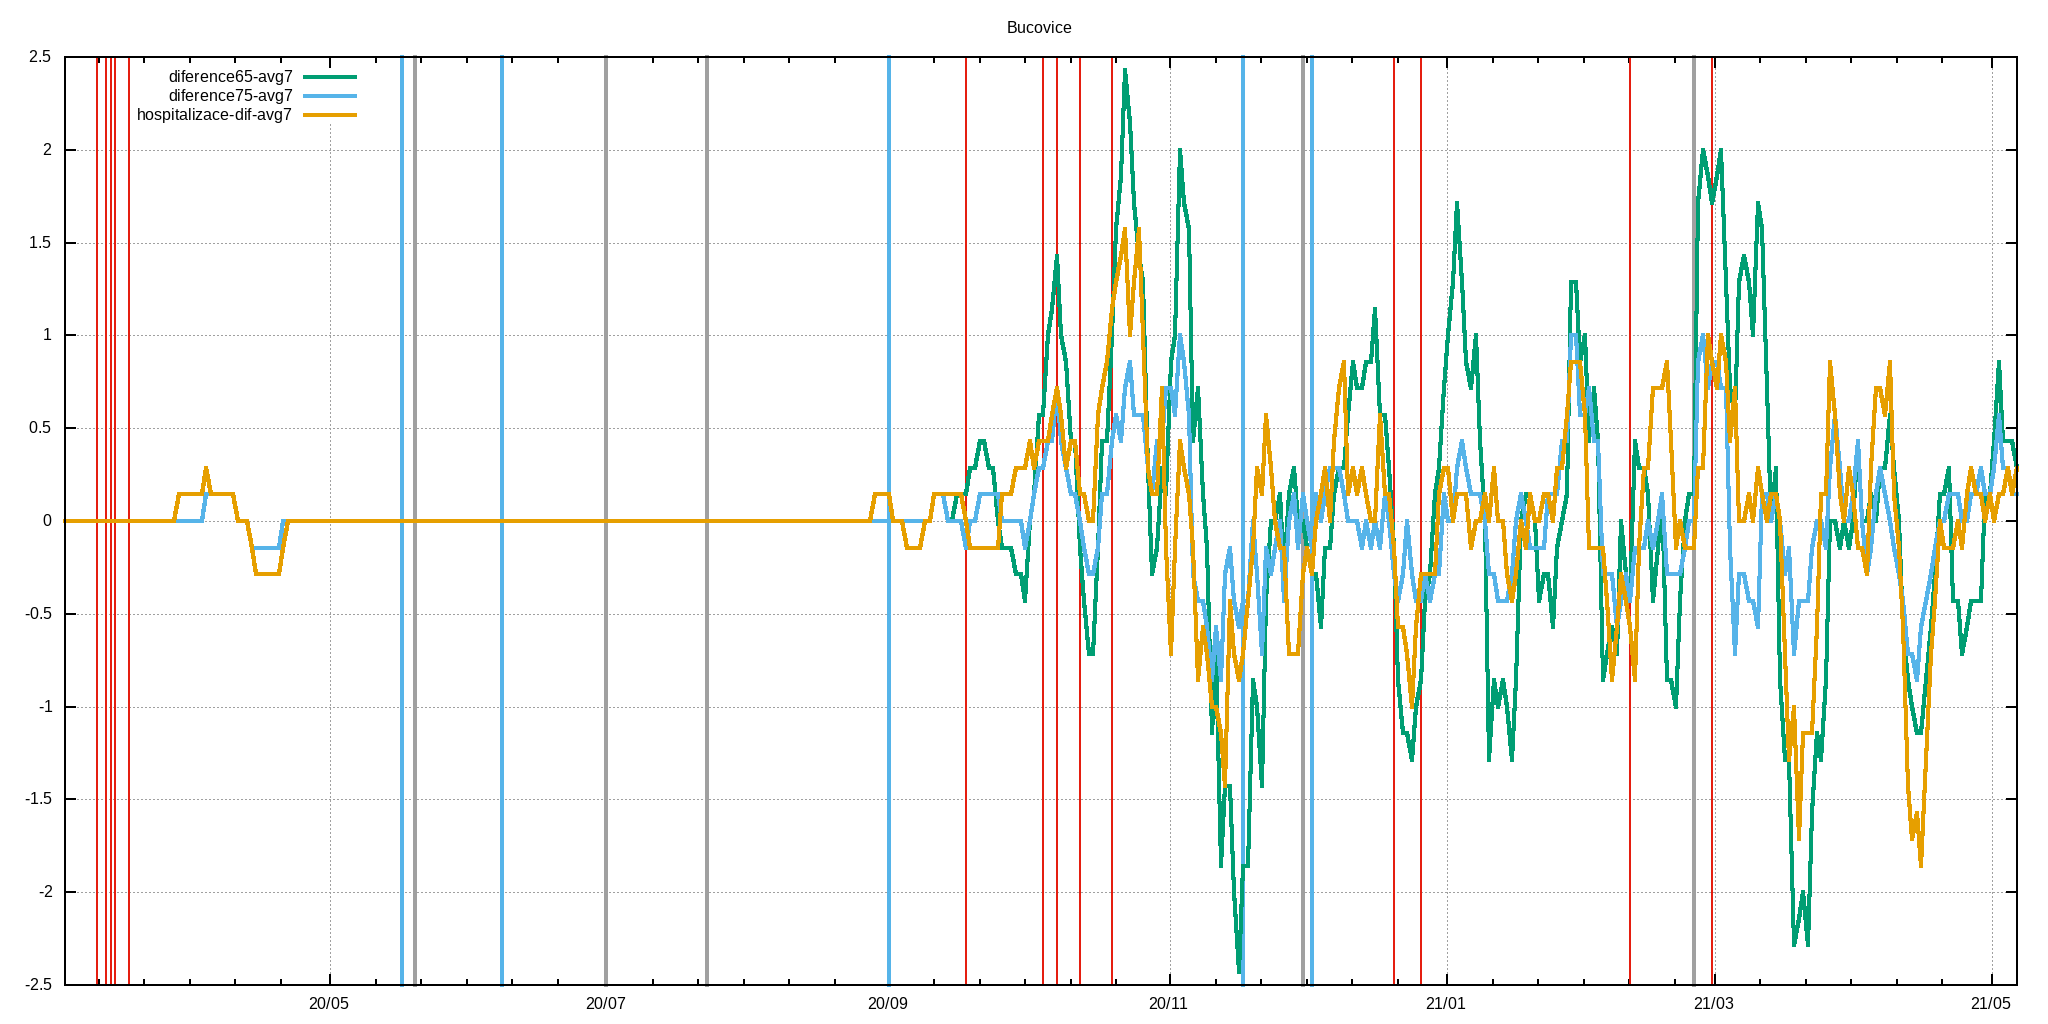 Bucovice
2.5
diference65-avg7
diference75-avg7
hospitalizace-dif-avg7
2
1.5
1
0.5
0
-0.5
-1
-1.5
-2
-2.5
20/05 20/07 20/09 20/11 21/01 21/03 21/05